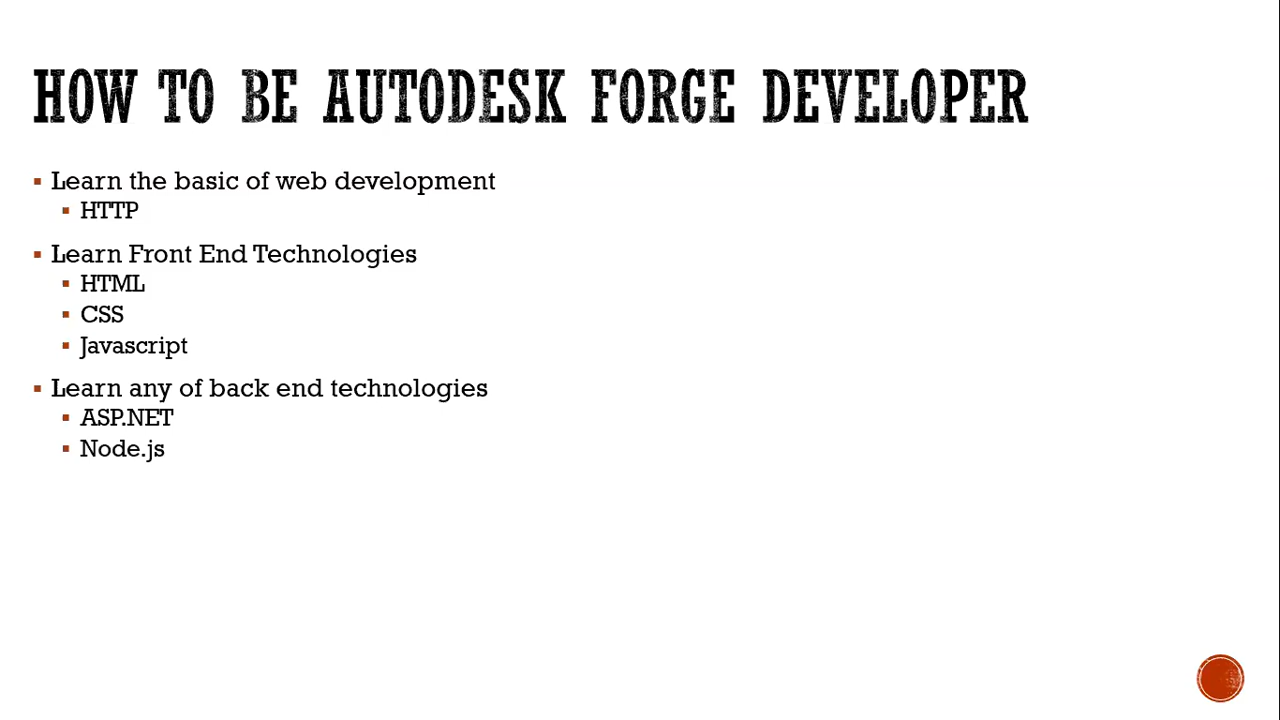 HOW TO BE AUTODESK FORGE DEVELOPER
Learn the basic of web development
HTTP
Learn Front End Technologies
HTML
CSS
Javascript
Learn any of back end technologies
ASP.NET
Node.js